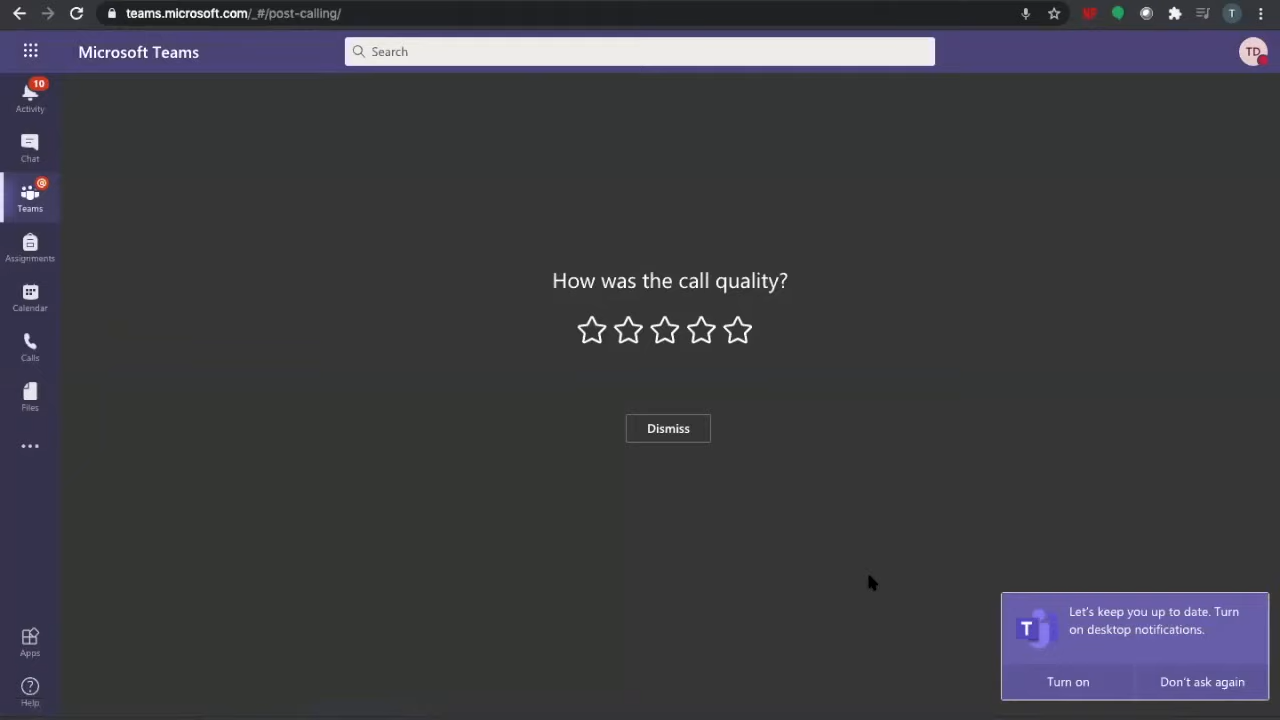 teams.microsoft.com/_#/post-calling/
T
Microsoft Teams
Search
TD
10
Activity
Chat
@
Teams
Assignments
Calendar
Calls
Files
How was the call quality?
Dismiss
T
Let's keep you up to date. Turn
on desktop notifications.
Turn on
Don't ask again
Apps
?
Help